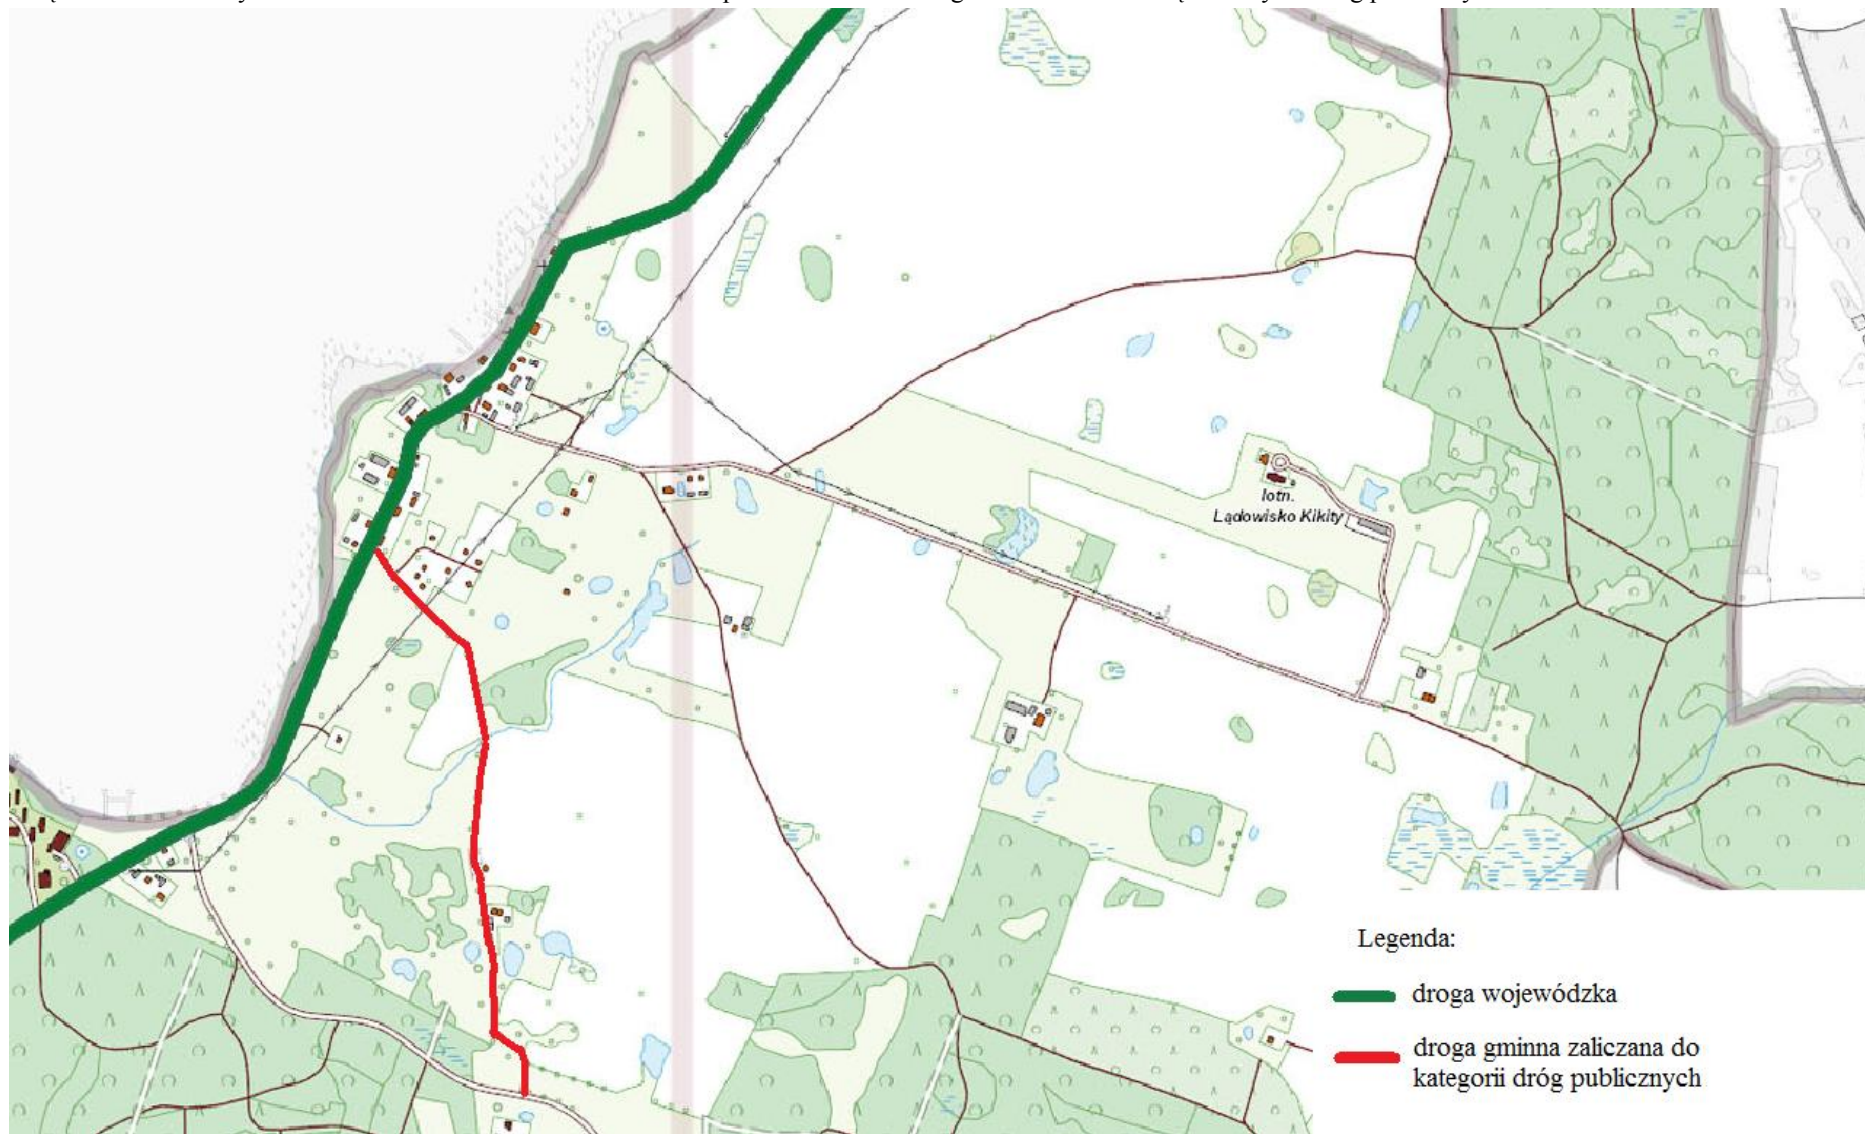 lotn.
Lądowisko Kikity
Legenda:
droga wojewódzka
droga gminna zaliczana do
kategorii dróg publicznych